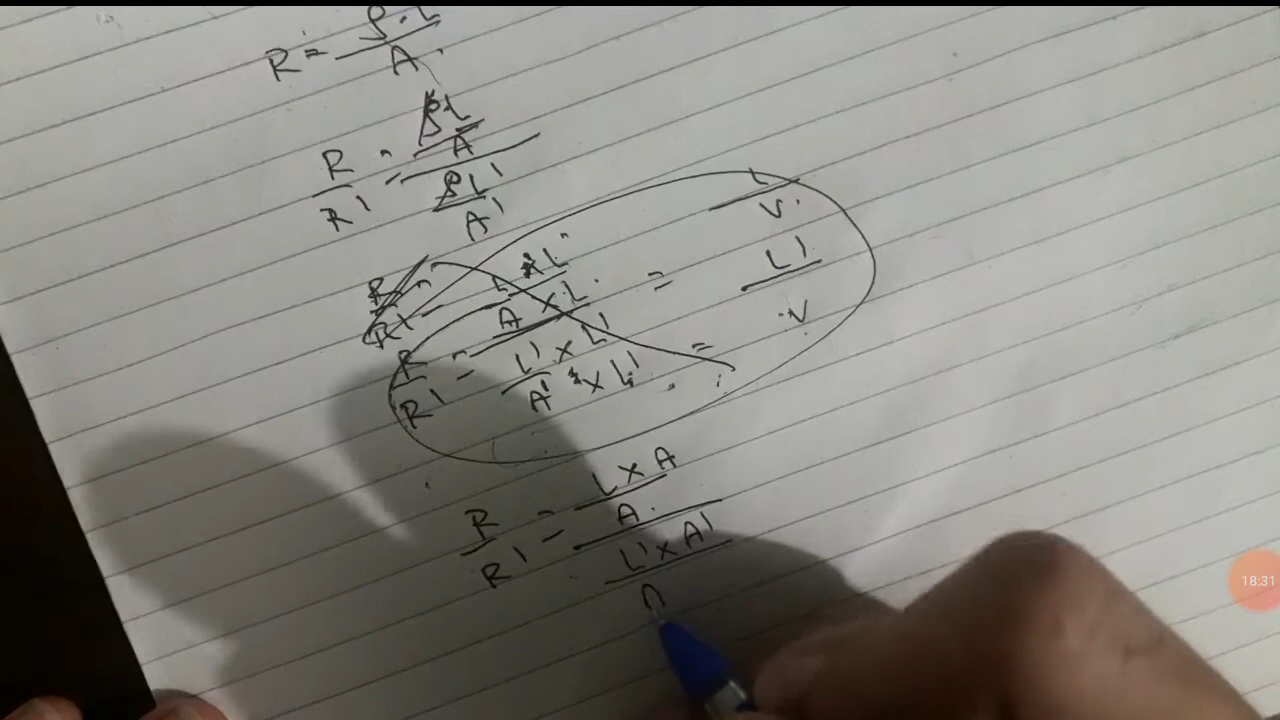 R = ρ.L / A
R / R' = (ρL / A) / (ρL' / A')
L / V
R / R' = (L × L / A × L) / (L' × L' / A' × L') =
= L' / V
R / R' = (L × A / A) / (L' × A'
18:31